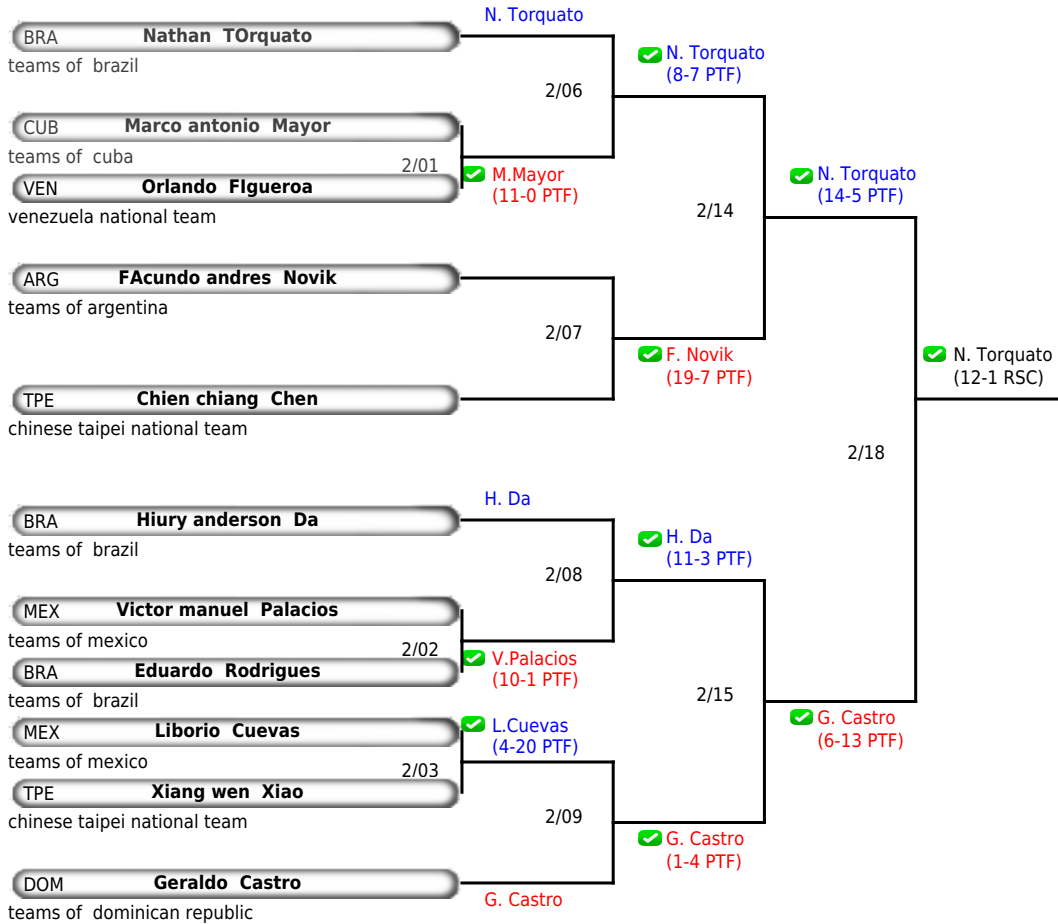 N. Torquato
BRA Nathan TOrquato
teams of brazil
N. Torquato
(8-7 PTF)
2/06
CUB Marco antonio Mayor
teams of cuba
2/01
M.Mayor
(11-0 PTF)
VEN Orlando FIgueroa
venezuela national team
N. Torquato
(14-5 PTF)
2/14
ARG FAcundo andres Novik
teams of argentina
2/07
F. Novik
(19-7 PTF)
TPE Chien chiang Chen
chinese taipei national team
N. Torquato
(12-1 RSC)
2/18
H. Da
BRA Hiury anderson Da
teams of brazil
H. Da
(11-3 PTF)
2/08
MEX Victor manuel Palacios
teams of mexico
2/02
V.Palacios
(10-1 PTF)
BRA Eduardo Rodrigues
teams of brazil
2/15
G. Castro
(6-13 PTF)
MEX Liborio Cuevas
teams of mexico
L.Cuevas
(4-20 PTF)
2/03
TPE Xiang wen Xiao
chinese taipei national team
2/09
G. Castro
(1-4 PTF)
DOM Geraldo Castro
teams of dominican republic
G. Castro